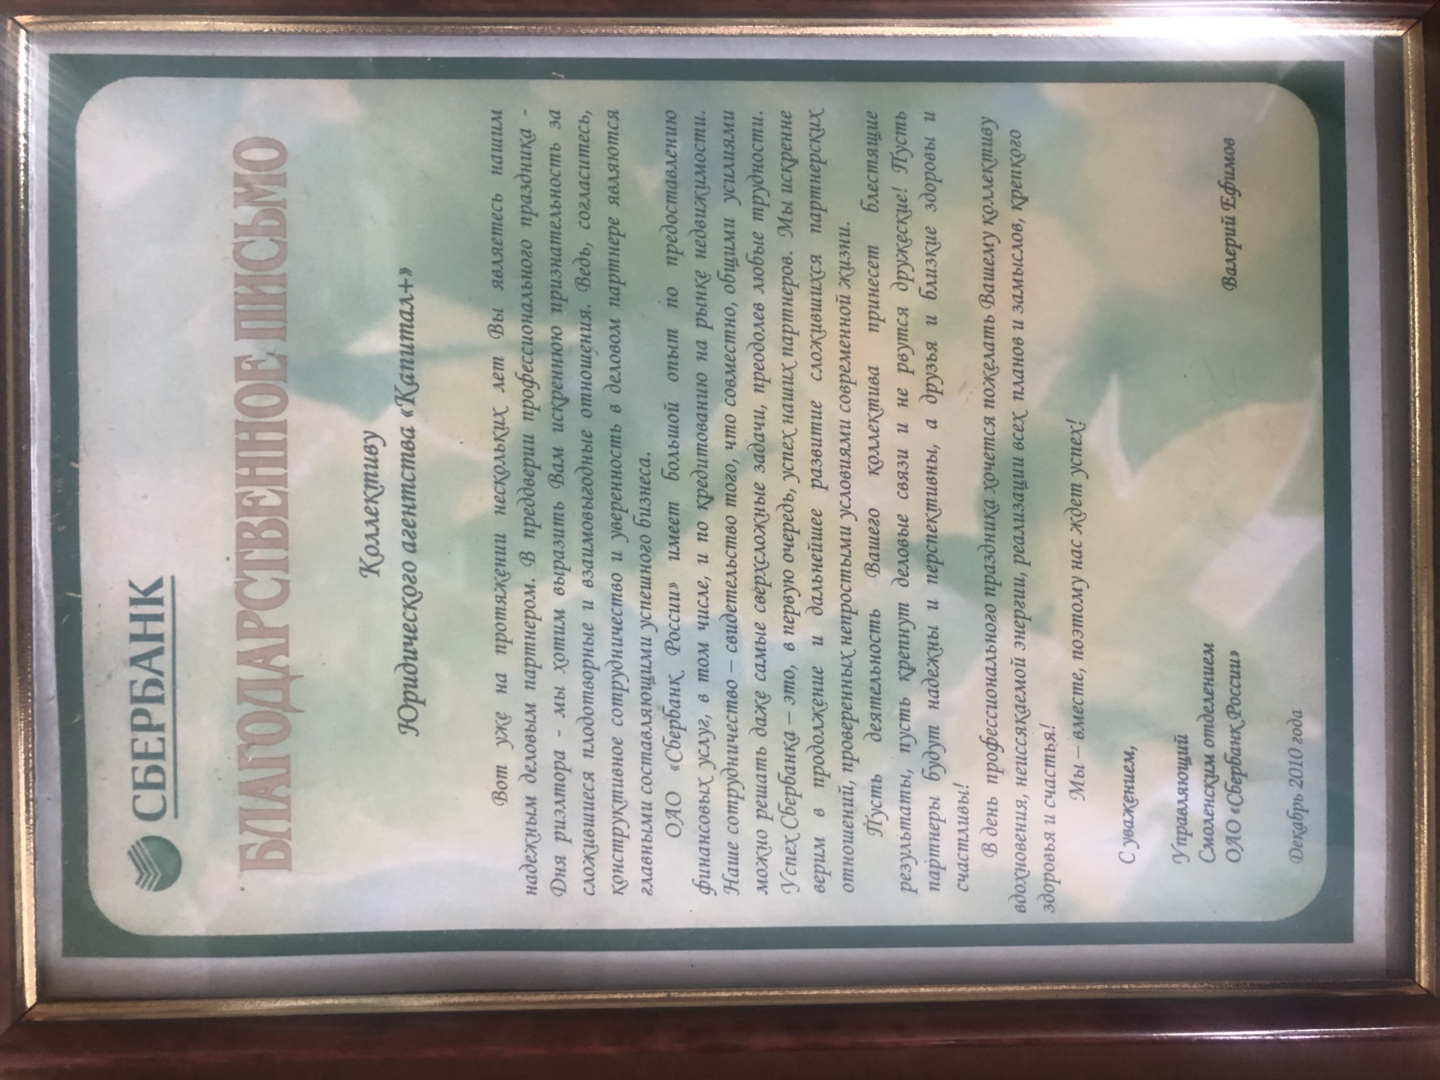 СБЕРБАНК
БЛАГОДАРСТВЕННОЕ ПИСЬМО
Коллективу
Юридического агентства «Капитал+»
Вот уже на протяжении нескольких лет Вы являетесь нашим
надежным деловым партнером. В преддверии профессионального праздника -
Дня риэлтора - мы хотим выразить Вам искреннюю признательность за
сложившиеся плодотворные и взаимовыгодные отношения. Ведь, согласитесь,
конструктивное сотрудничество и уверенность в деловом партнере являются
главными составляющими успешного бизнеса.
ОАО «Сбербанк России» имеет большой опыт по предоставлению
финансовых услуг, в том числе, и по кредитованию на рынке недвижимости.
Наше сотрудничество – свидетельство того, что совместно, общими усилиями
можно решать даже самые сверхсложные задачи, преодолев любые трудности.
Успех Сбербанка – это, в первую очередь, успех наших партнеров. Мы искренне
верим в продолжение и дальнейшее развитие сложившихся партнерских
отношений, проверенных непростыми условиями современной жизни.
Пусть деятельность Вашего коллектива принесет блестящие
результаты, пусть крепнут деловые связи и не рвутся дружеские! Пусть
партнеры будут надежны и перспективны, а друзья и близкие здоровы и
счастливы!
В день профессионального праздника хочется пожелать Вашему коллективу
вдохновения, неиссякаемой энергии, реализации всех планов и замыслов, крепкого
здоровья и счастья!
Мы – вместе, поэтому нас ждет успех!
С уважением,
Управляющий
Смоленским отделением
ОАО «Сбербанк России»
Валерий Ефимов
Декабрь 2010 года